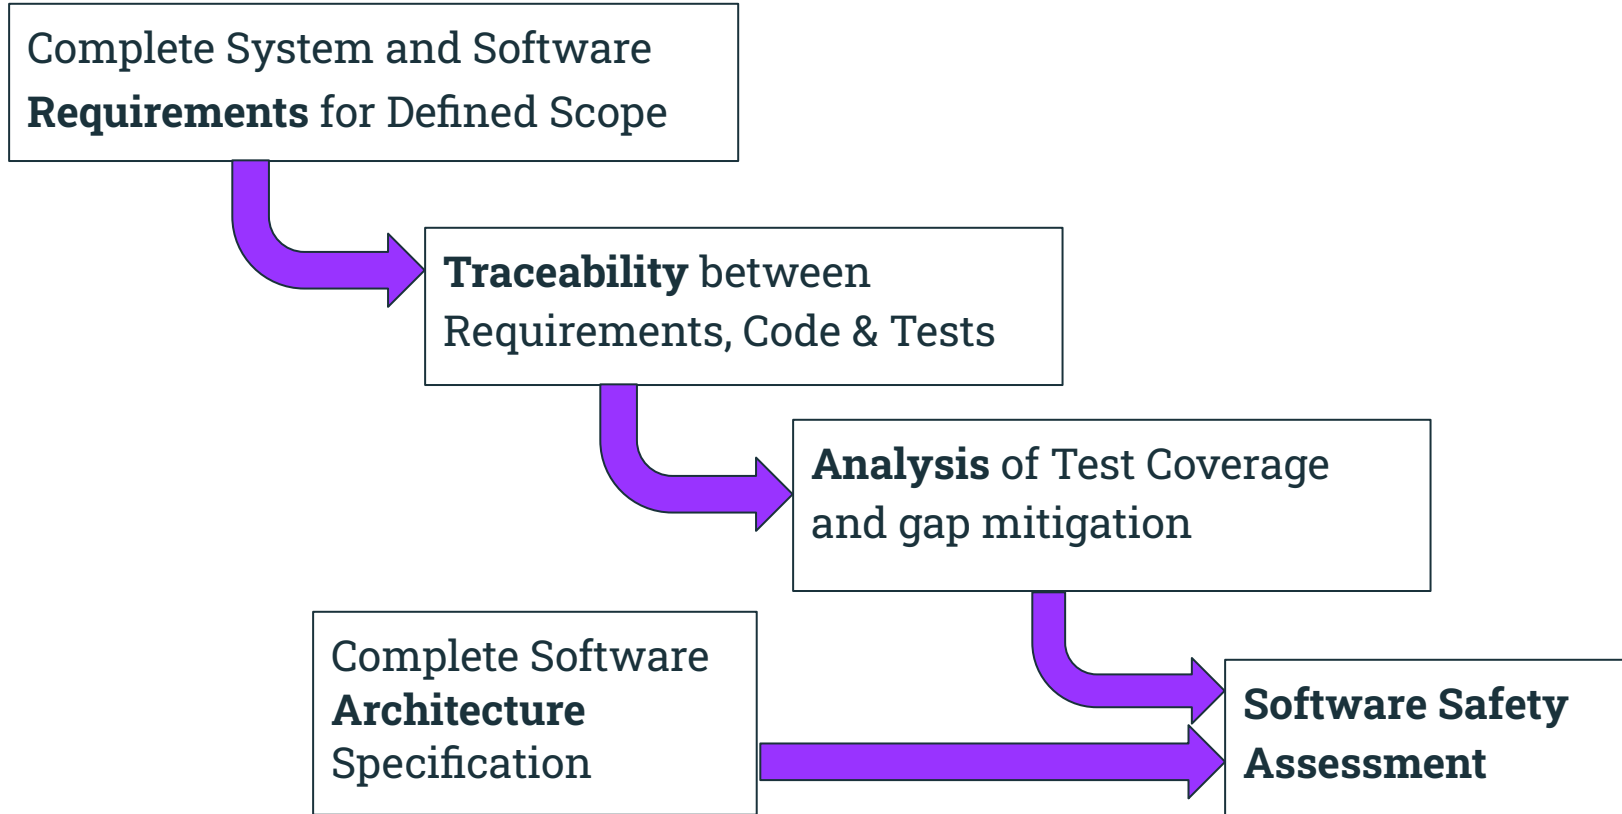 Complete System and Software
Requirements for Defined Scope
Traceability between
Requirements, Code & Tests
Analysis of Test Coverage
and gap mitigation
Complete Software
Architecture
Specification
Software Safety
Assessment